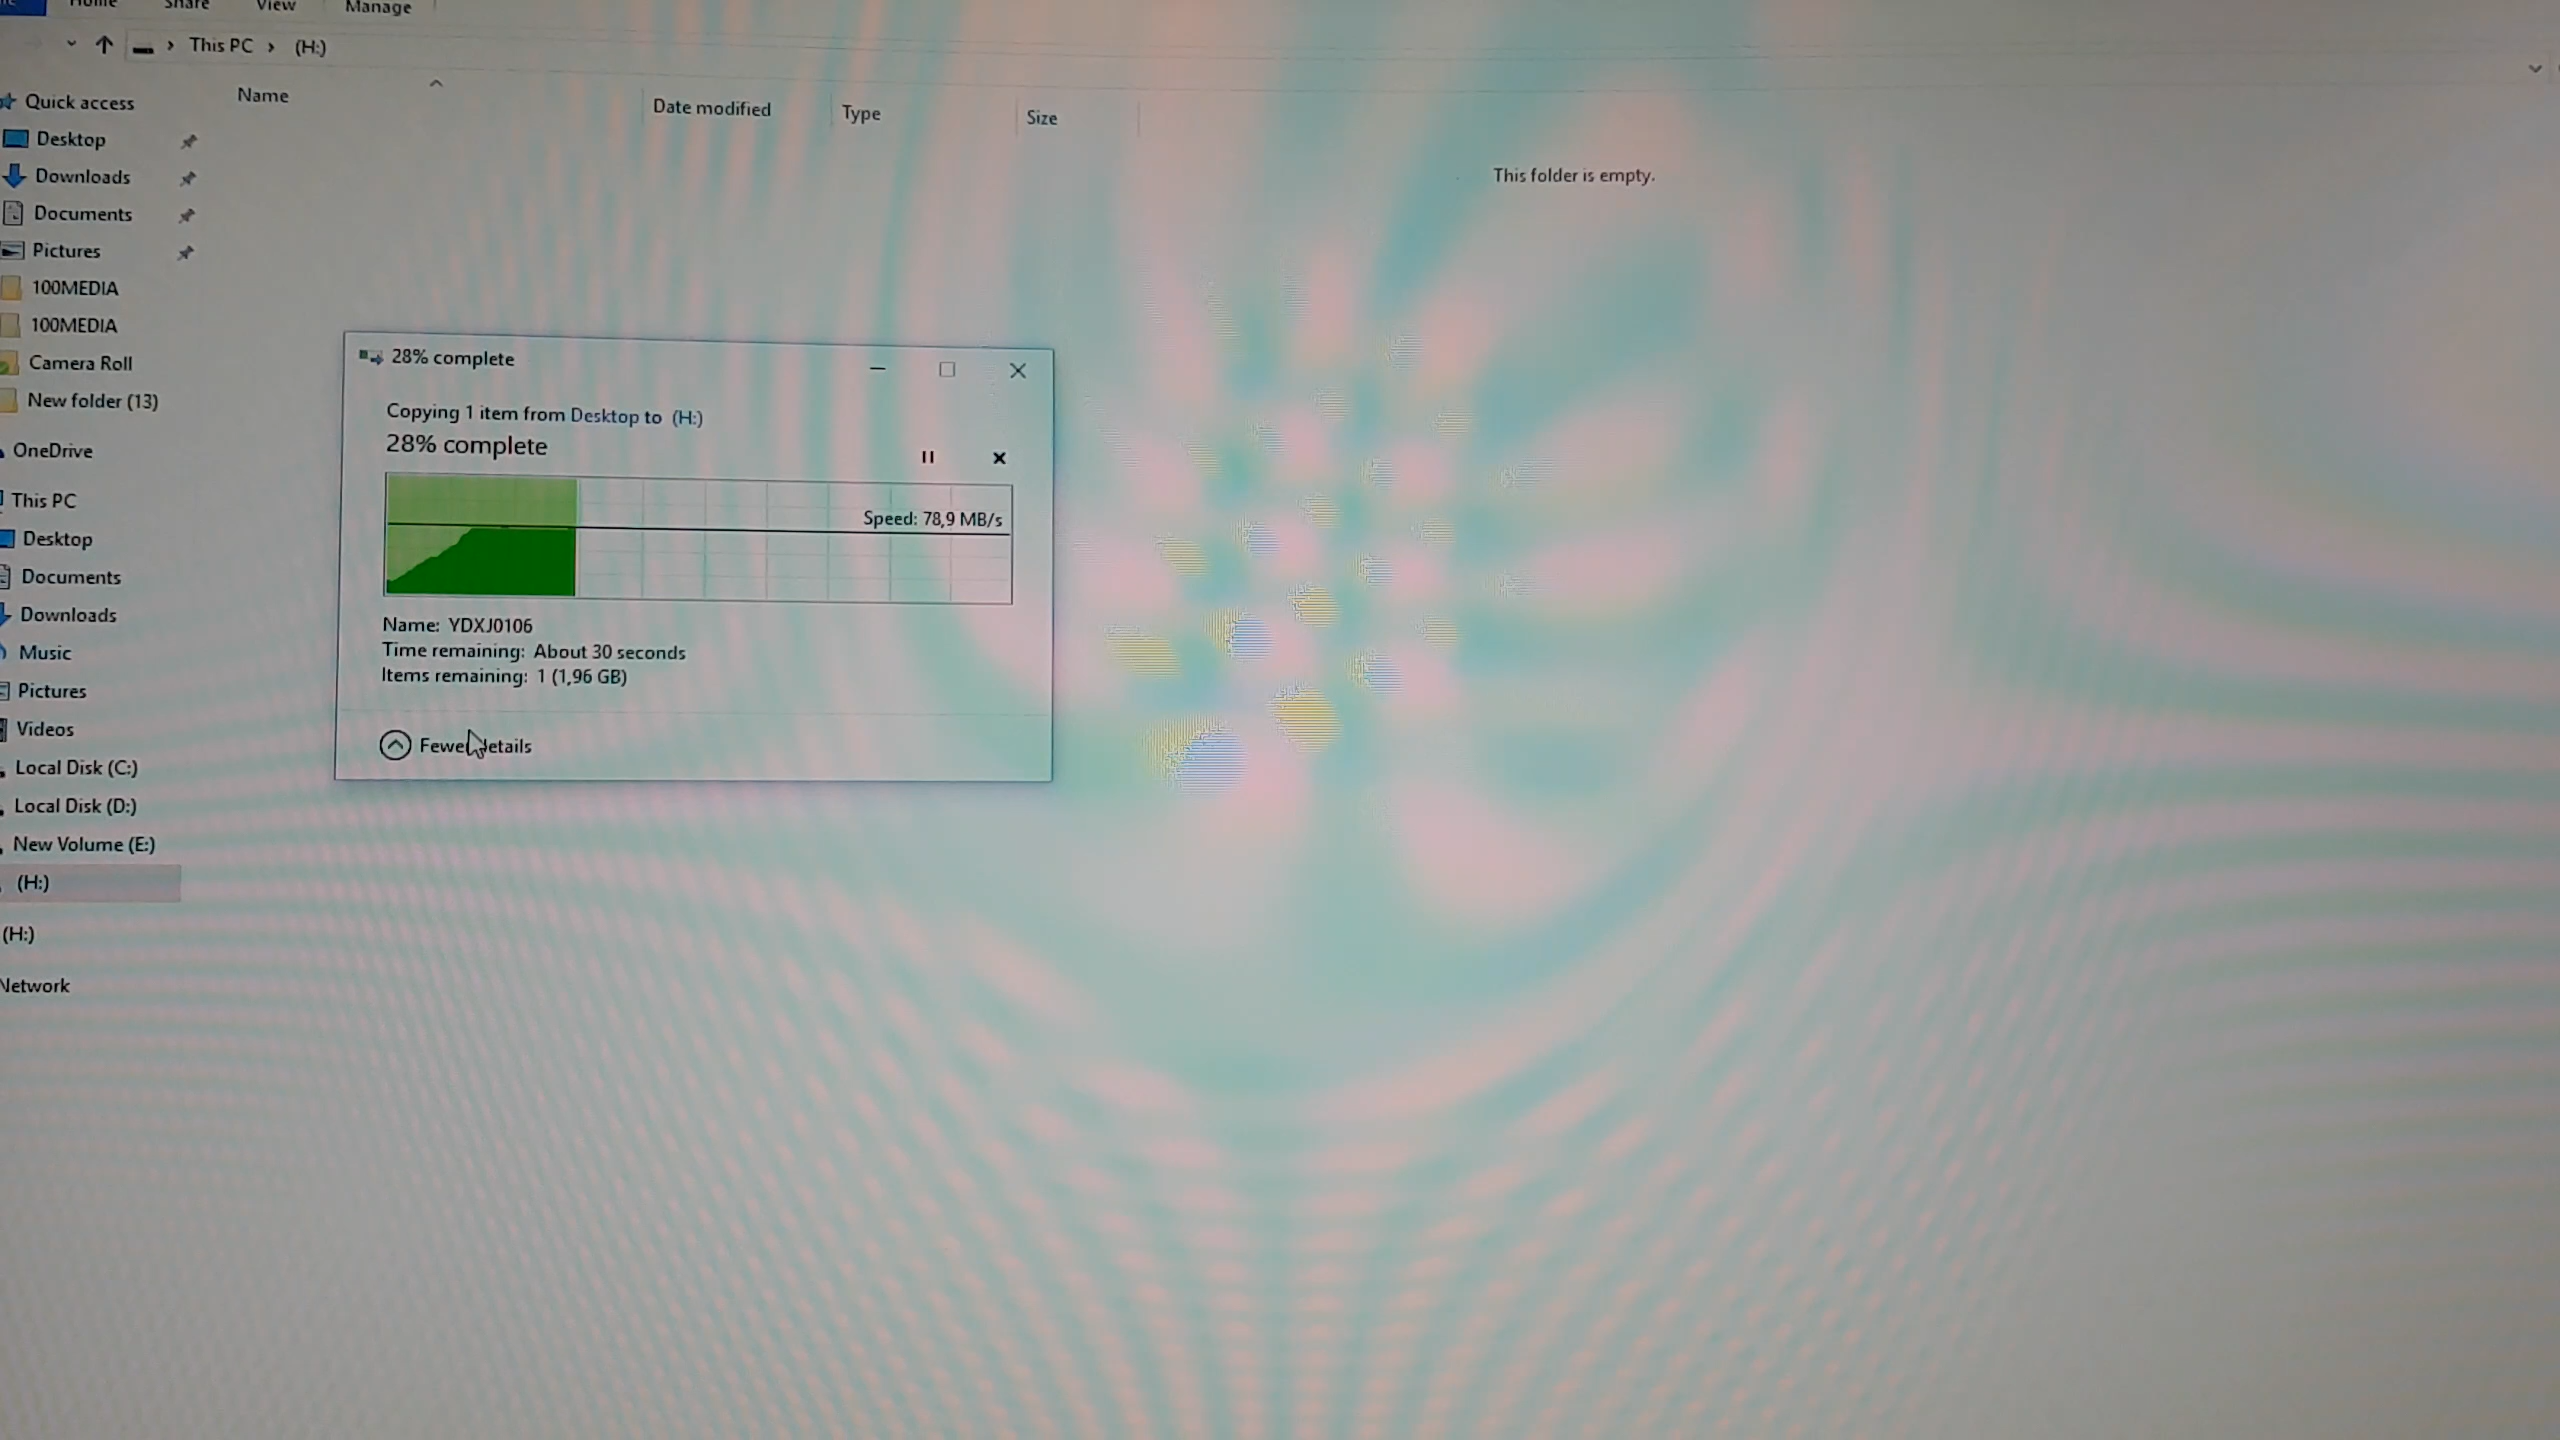 Home Share View Manage
This PC › (H:)
Name Date modified Type Size
Quick access
Desktop
Downloads
Documents
Pictures
100MEDIA
100MEDIA
Camera Roll
New folder (13)
OneDrive
This PC
Desktop
Documents
Downloads
Music
Pictures
Videos
Local Disk (C:)
Local Disk (D:)
New Volume (E:)
(H:)
(H:)
Network
This folder is empty.
28% complete
Copying 1 item from Desktop to (H:)
28% complete
Speed: 78,9 MB/s
Name: YDXJ0106
Time remaining: About 30 seconds
Items remaining: 1 (1,96 GB)
Fewer details